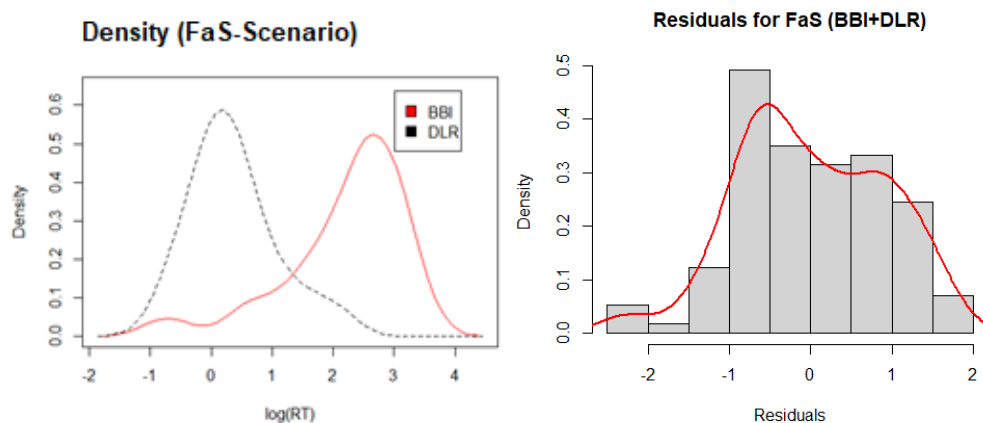 Density (FaS-Scenario)
BBI
DLR
Density
0.0 0.1 0.2 0.3 0.4 0.5 0.6
-2 -1 0 1 2 3 4
log(RT)
Residuals for FaS (BBI+DLR)
Density
0.0 0.1 0.2 0.3 0.4 0.5
-2 -1 0 1 2
Residuals